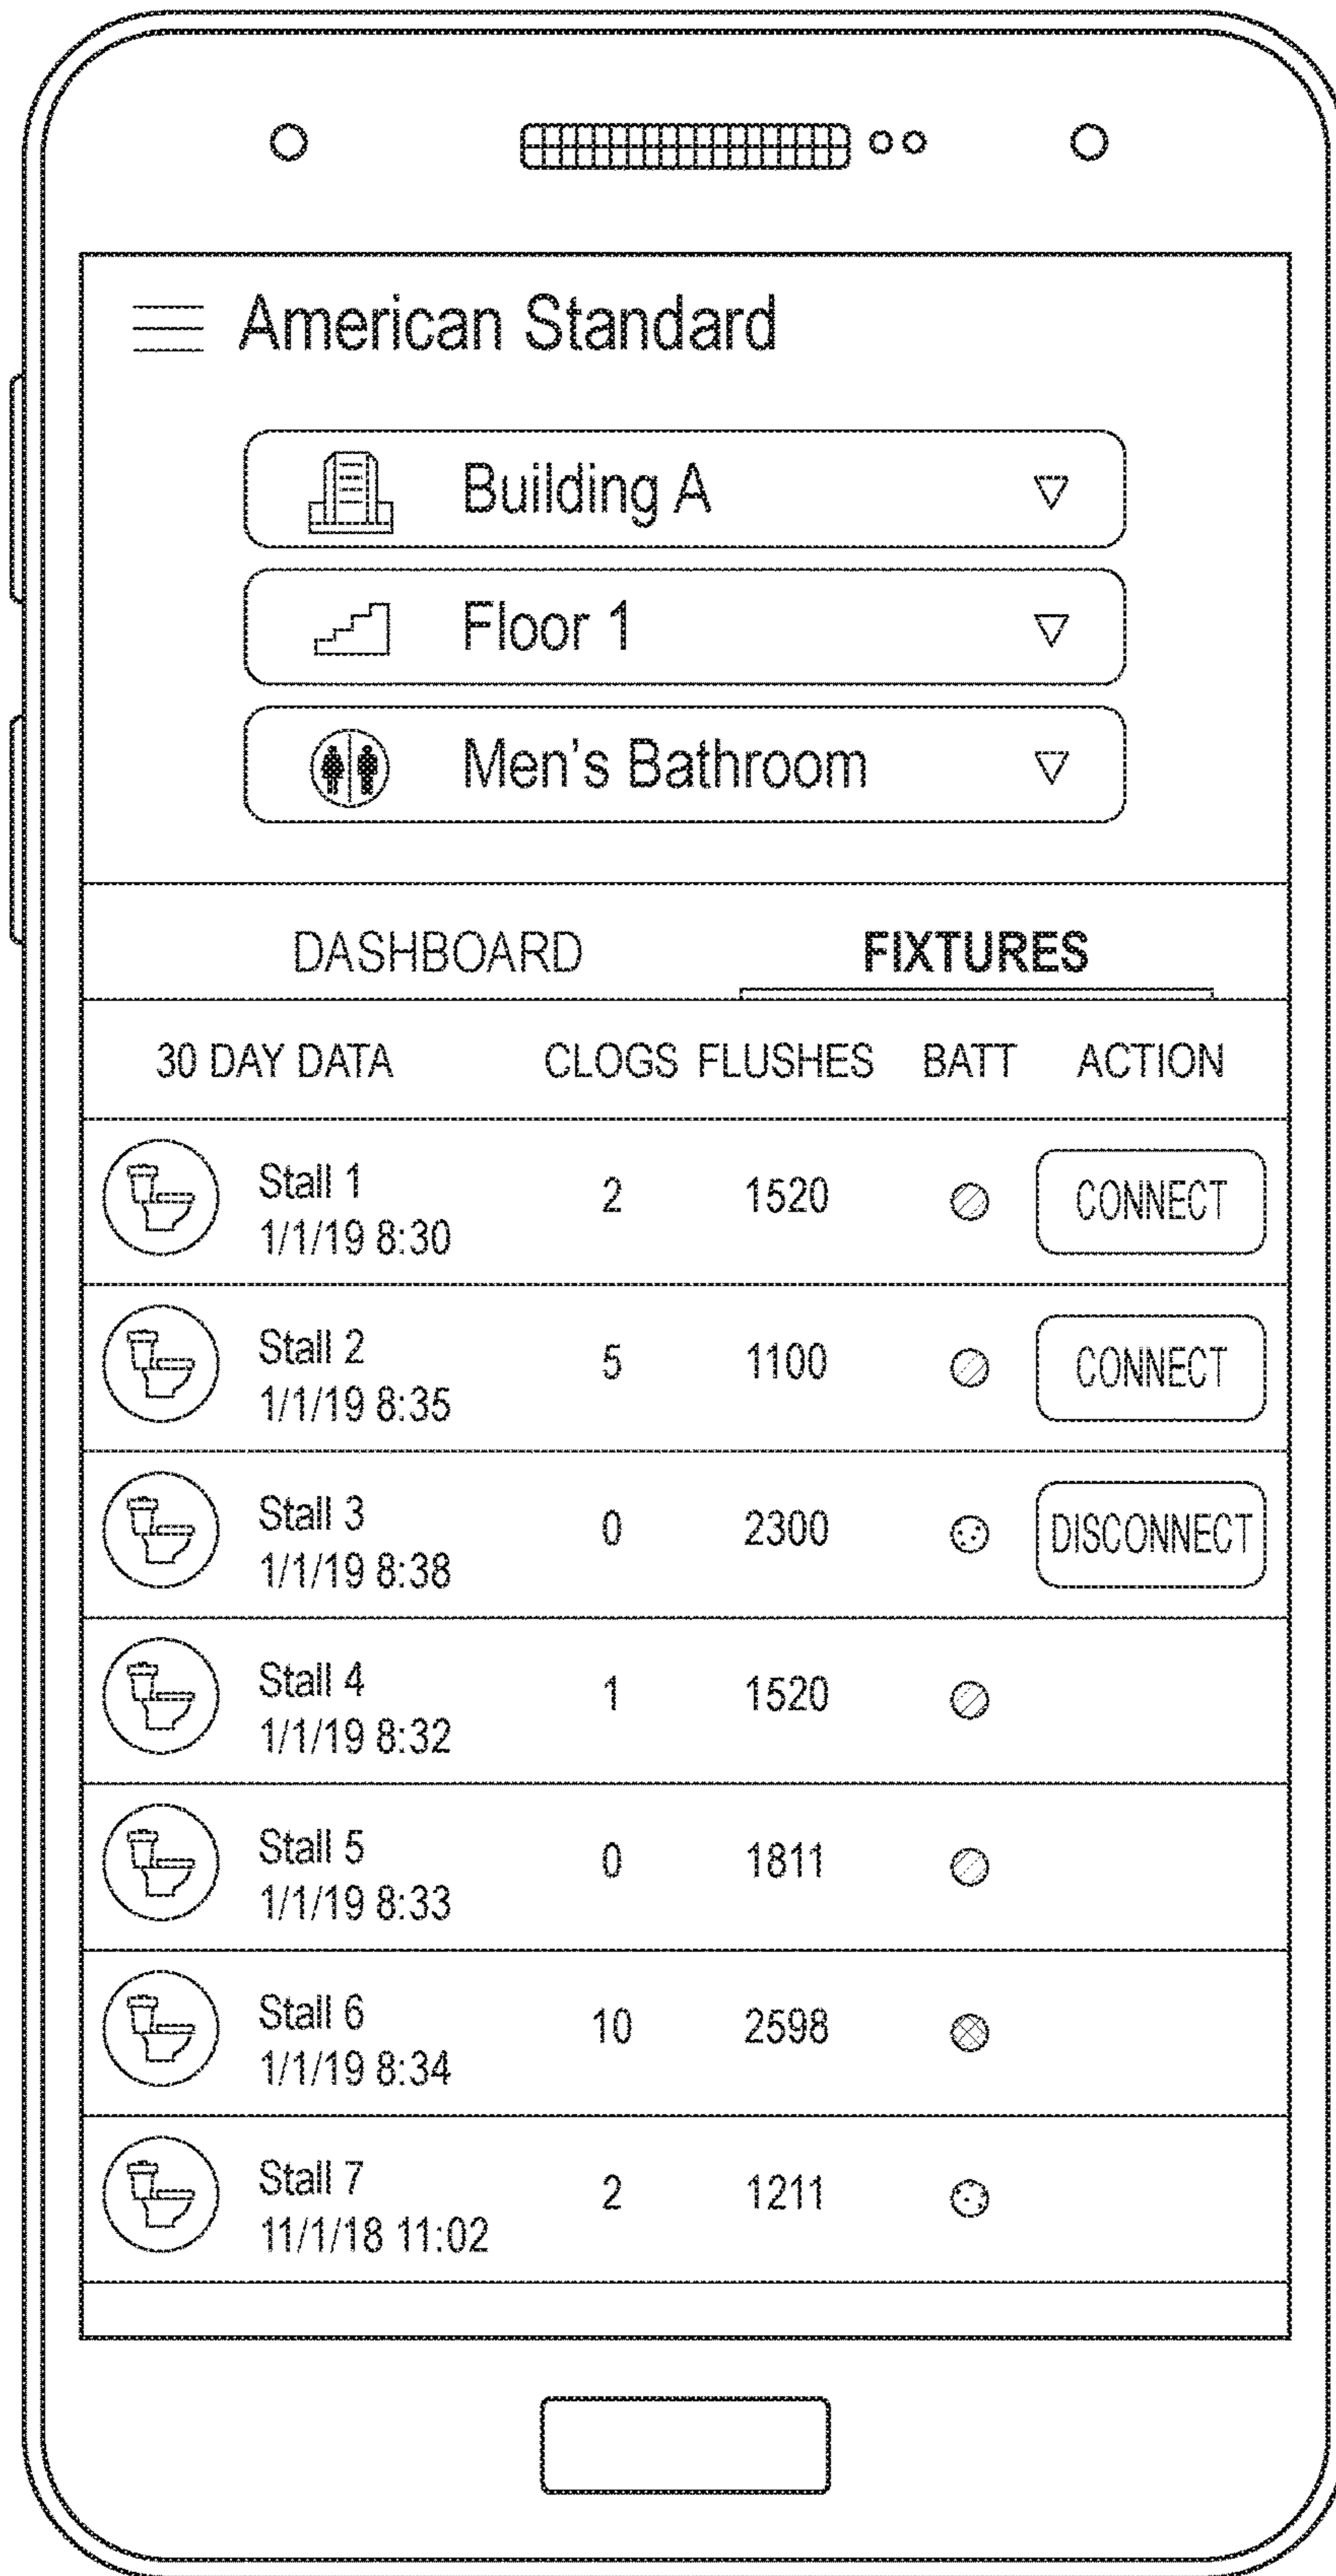 American Standard
Building A
Floor 1
Men's Bathroom
DASHBOARD FIXTURES
30 DAY DATA CLOGS FLUSHES BATT ACTION
Stall 1
1/1/19 8:30 2 1520 CONNECT
Stall 2
1/1/19 8:35 5 1100 CONNECT
Stall 3
1/1/19 8:38 0 2300 DISCONNECT
Stall 4
1/1/19 8:32 1 1520
Stall 5
1/1/19 8:33 0 1811
Stall 6
1/1/19 8:34 10 2598
Stall 7
11/1/18 11:02 2 1211